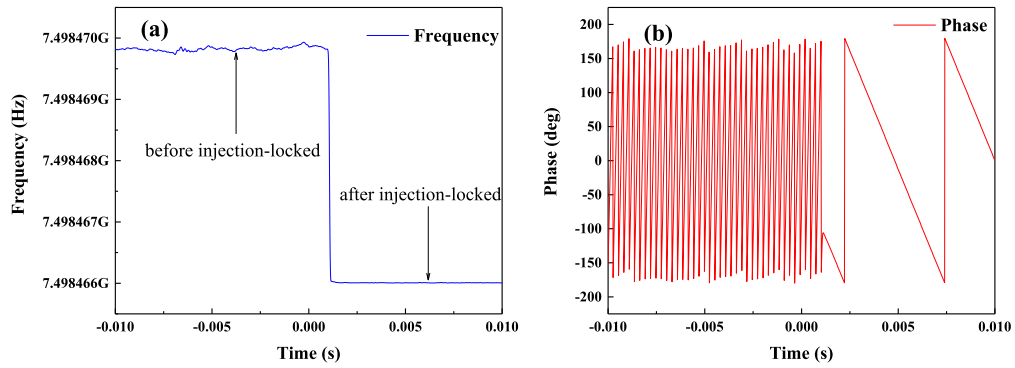 (a)
Frequency
7.498470G
7.498469G
7.498468G
7.498467G
7.498466G
Frequency (Hz)
before injection-locked
after injection-locked
-0.010
-0.005
0.000
0.005
0.010
Time (s)
(b)
Phase
200
150
100
50
0
-50
-100
-150
-200
Phase (deg)
-0.010
-0.005
0.000
0.005
0.010
Time (s)